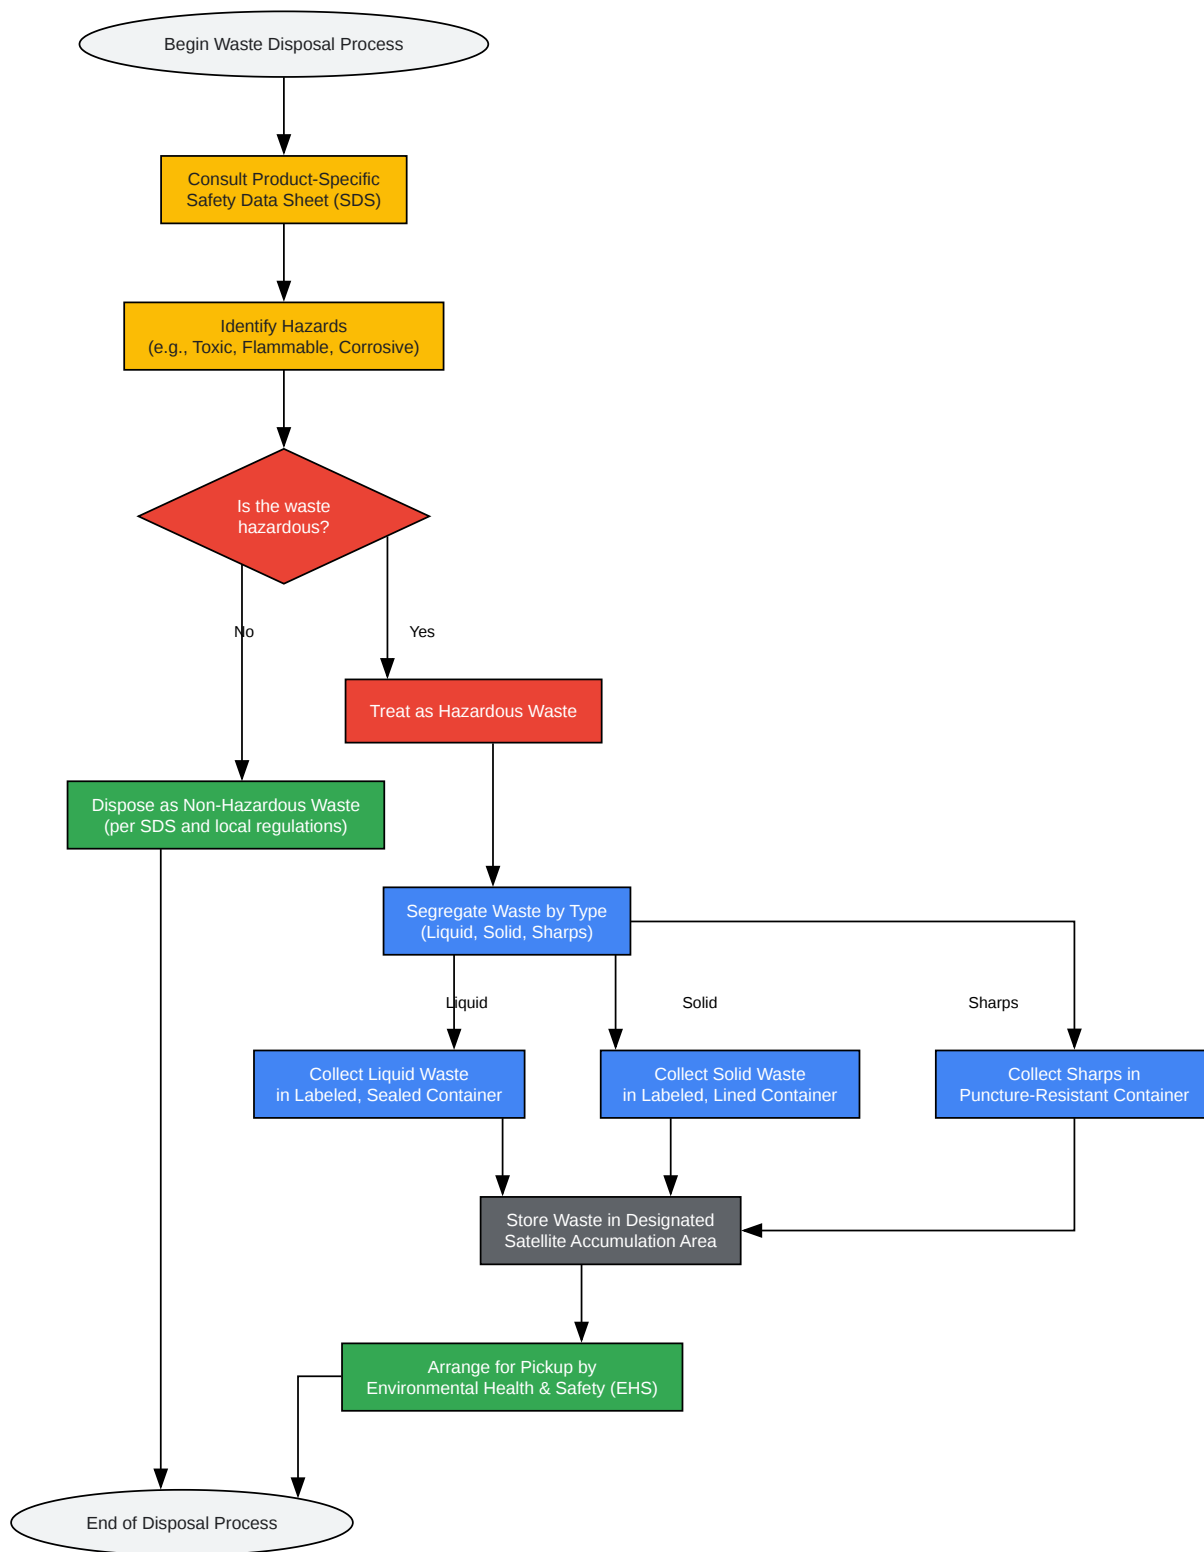 Begin Waste Disposal Process
Consult Product-Specific
Safety Data Sheet (SDS)
Identify Hazards
(e.g., Toxic, Flammable, Corrosive)
Is the waste
hazardous?
No
Yes
Treat as Hazardous Waste
Dispose as Non-Hazardous Waste
(per SDS and local regulations)
Segregate Waste by Type
(Liquid, Solid, Sharps)
Liquid
Solid
Sharps
Collect Liquid Waste
in Labeled, Sealed Container
Collect Solid Waste
in Labeled, Lined Container
Collect Sharps in
Puncture-Resistant Container
Store Waste in Designated
Satellite Accumulation Area
Arrange for Pickup by
Environmental Health & Safety (EHS)
End of Disposal Process